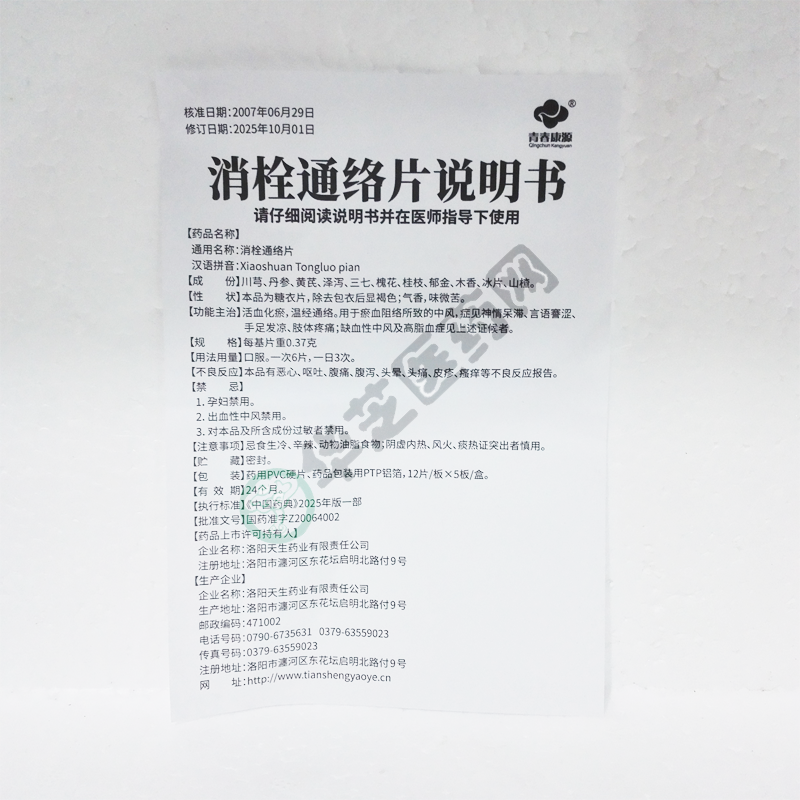 核准日期:2007年06月29日
修订日期:2025年10月01日
®
青春康源
Qingchun Kangyuan
消栓通络片说明书
请仔细阅读说明书并在医师指导下使用
【药品名称】
通用名称:消栓通络片
汉语拼音:Xiaoshuan Tongluo pian
【成 份】川芎、丹参、黄芪、泽泻、三七、槐花、桂枝、郁金、木香、冰片、山楂。
【性 状】本品为糖衣片,除去包衣后显褐色;气香,味微苦。
【功能主治】活血化瘀,温经通络。用于瘀血阻络所致的中风,症见神情呆滞、言语謇涩、
手足发凉、肢体疼痛;缺血性中风及高脂血症见上述证候者。
【规 格】每基片重0.37克
【用法用量】口服。一次6片,一日3次。
【不良反应】本品有恶心、呕吐、腹痛、腹泻、头晕、头痛、皮疹、瘙痒等不良反应报告。
【禁 忌】
1. 孕妇禁用。
2. 出血性中风禁用。
3. 对本品及所含成份过敏者禁用。
【注意事项】忌食生冷、辛辣、动物油脂食物;阴虚内热、风火、痰热证突出者慎用。
【贮 藏】密封。
【包 装】药用PVC硬片、药品包装用PTP铝箔,12片/板×5板/盒。
【有 效 期】24个月。
【执行标准】《中国药典》2025年版一部
【批准文号】国药准字Z20064002
【药品上市许可持有人】
企业名称:洛阳天生药业有限责任公司
注册地址:洛阳市瀍河区东花坛启明北路付9号
【生产企业】
企业名称:洛阳天生药业有限责任公司
生产地址:洛阳市瀍河区东花坛启明北路付9号
邮政编码:471002
电话号码:0790-6735631 0379-63559023
传真号码:0379-63559023
注册地址:洛阳市瀍河区东花坛启明北路付9号
网 址:http://www.tianshengyaoye.cn
华芝医药网